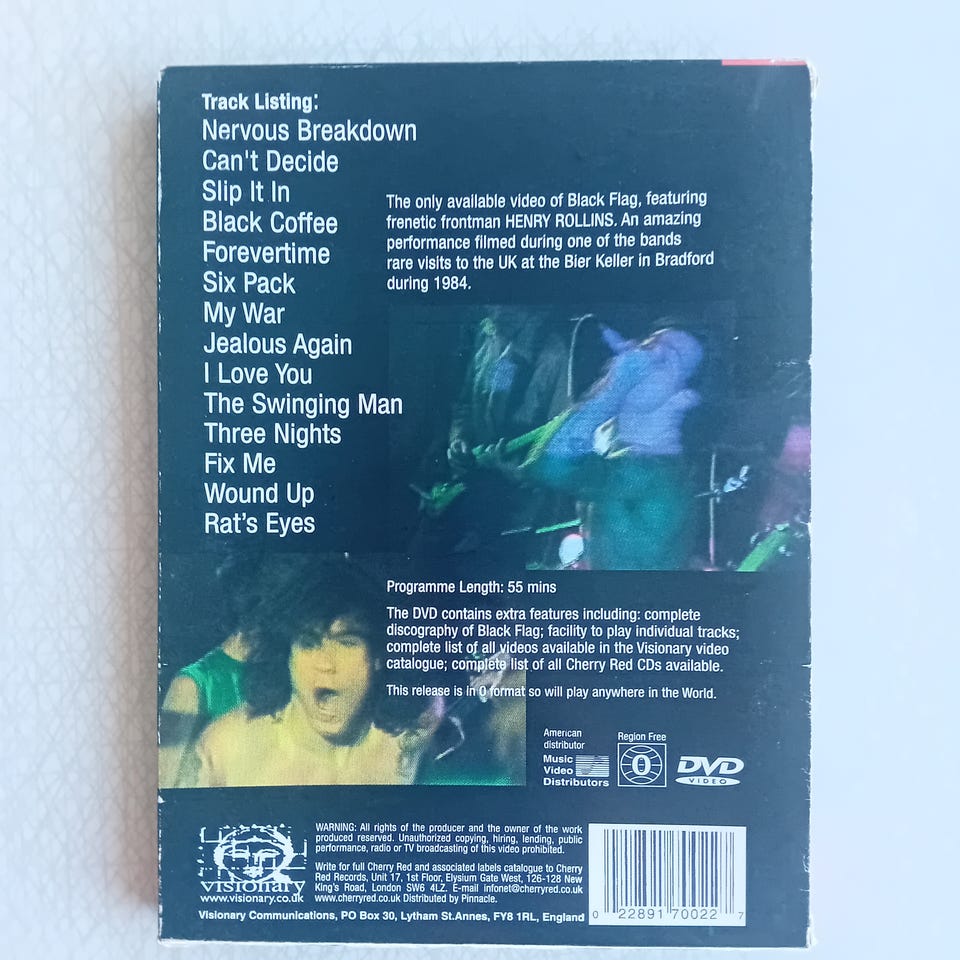 Track Listing:
Nervous Breakdown
Can't Decide
Slip It In
Black Coffee
Forevertime
Six Pack
My War
Jealous Again
I Love You
The Swinging Man
Three Nights
Fix Me
Wound Up
Rat's Eyes
The only available video of Black Flag, featuring
frenetic frontman HENRY ROLLINS. An amazing
performance filmed during one of the bands
rare visits to the UK at the Bier Keller in Bradford
during 1984.
Programme Length: 55 mins
The DVD contains extra features including: complete
discography of Black Flag; facility to play individual tracks;
complete list of all videos available in the Visionary video
catalogue; complete list of all Cherry Red CDs available.
This release is in 0 format so will play anywhere in the World.
American
distributor
Music
Video
Distributors
Region Free
0
DVD
VIDEO
visionary
www.visionary.co.uk
WARNING: All rights of the producer and the owner of the work
produced reserved. Unauthorized copying, hiring, lending, public
performance, radio or TV broadcasting of this video prohibited.
Write for full Cherry Red and associated labels catalogue to Cherry
Red Records, Unit 17, 1st Floor, Elysium Gate West, 126-128 New
King's Road, London SW6 4LZ. E-mail infonet@cherryred.co.uk
www.cherryred.co.uk Distributed by Pinnacle.
Visionary Communications, PO Box 30, Lytham St.Annes, FY8 1RL, England
0 22891 70022 7